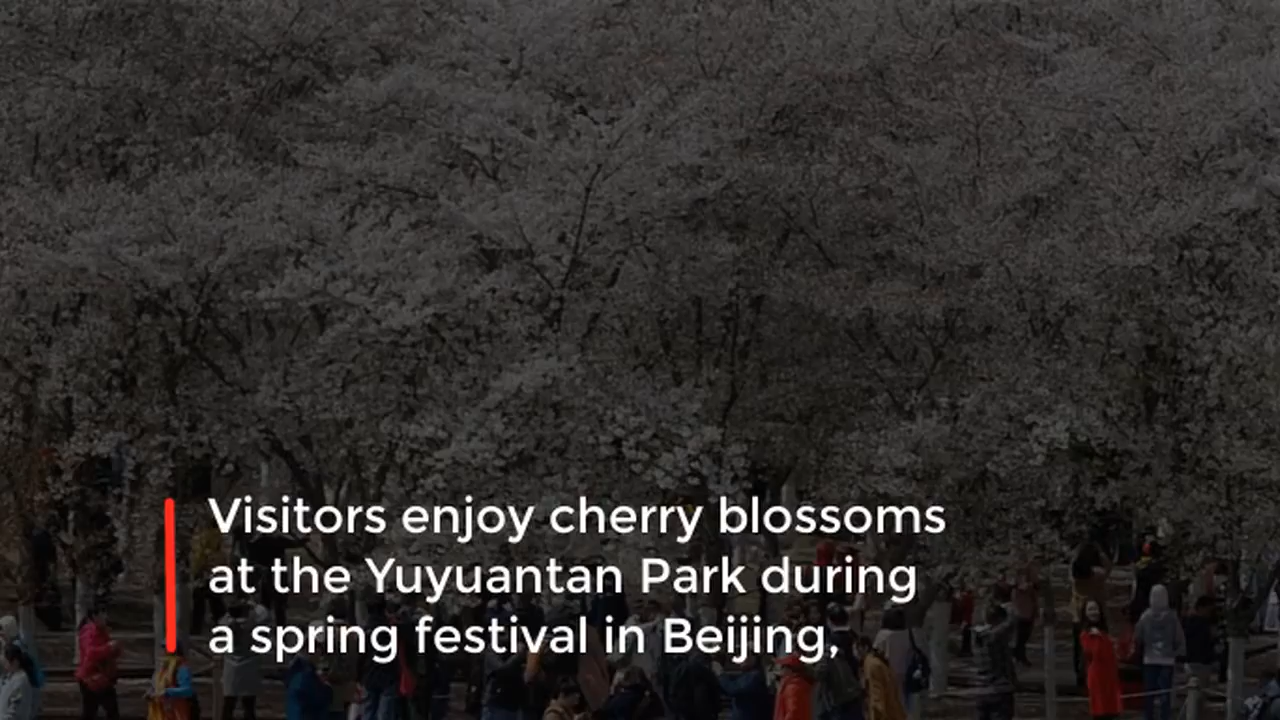 Visitors enjoy cherry blossoms
at the Yuyuantan Park during
a spring festival in Beijing,